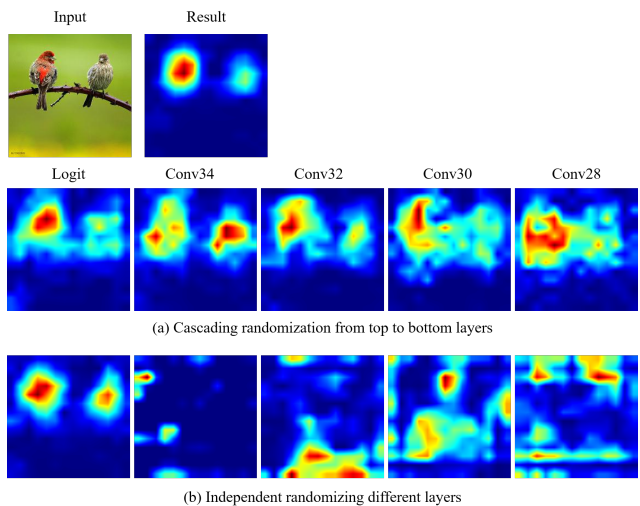 Input Result
Logit Conv34 Conv32 Conv30 Conv28
(a) Cascading randomization from top to bottom layers
(b) Independent randomizing different layers